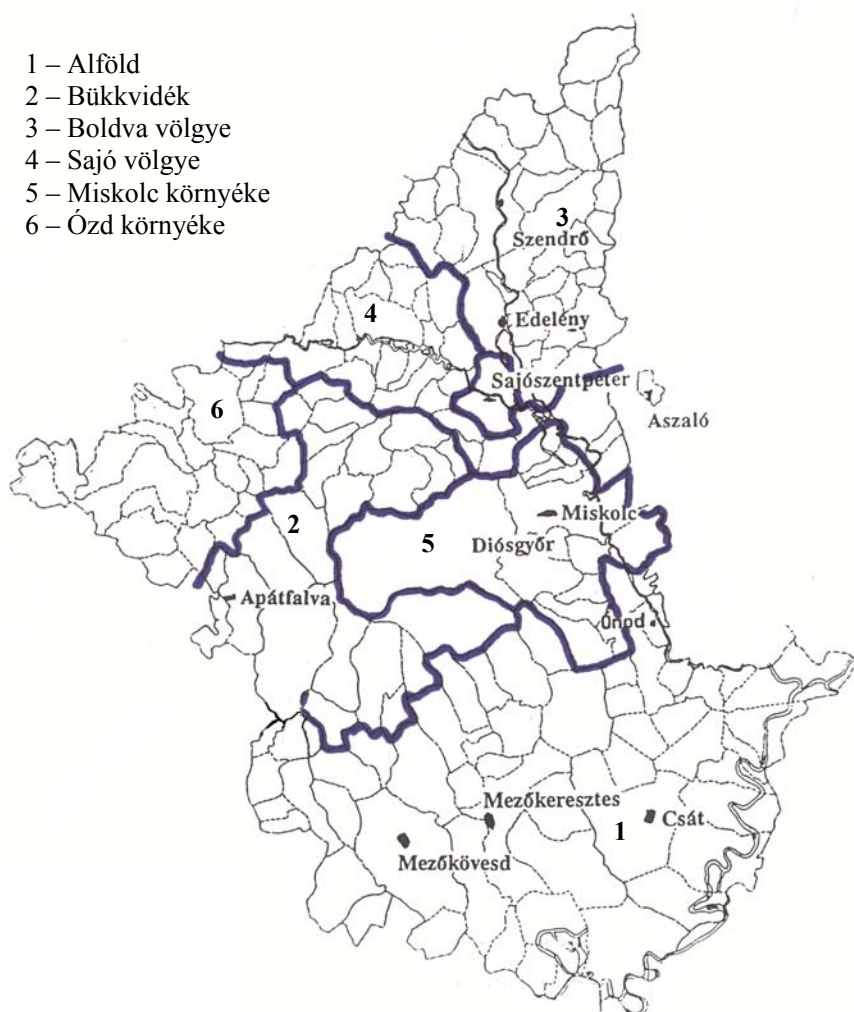 1 – Alföld
2 – Bükkvidék
3 – Boldva völgye
4 – Sajó völgye
5 – Miskolc környéke
6 – Ózd környéke
3
Szendrő
4
Edelény
Sajószentpéter
6
Aszaló
2
5
Miskolc
Diósgyőr
Apátfalva
Ónod
Mezőkeresztes
1
Csát
Mezőkövesd